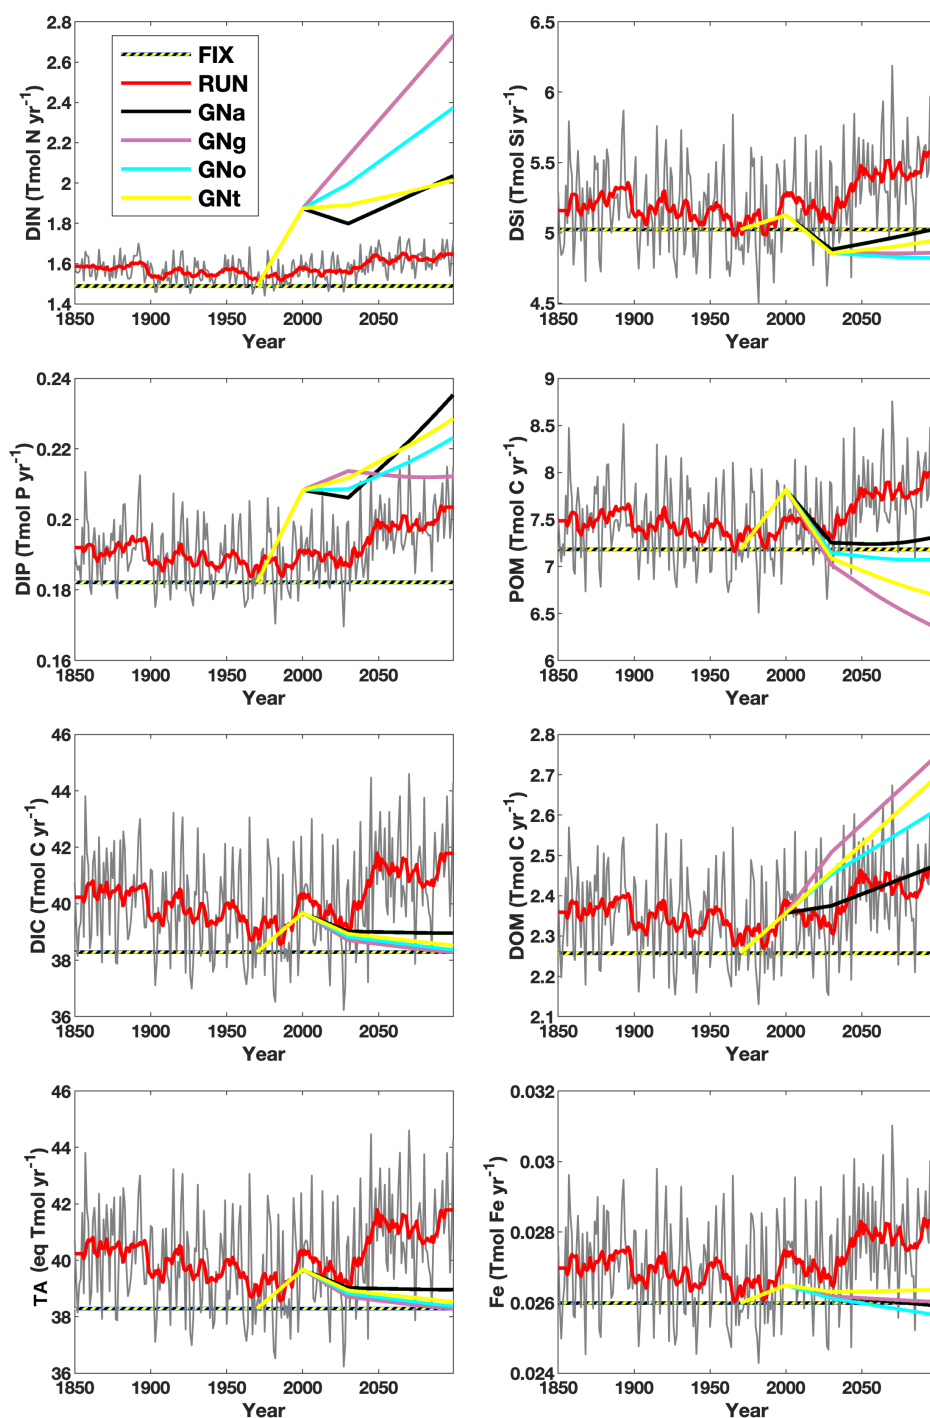 DIN (Tmol N yr-1)
2.8
2.6
2.4
2.2
2
1.8
1.6
1.4
FIX
RUN
GNa
GNg
GNo
GNt
1850 1900 1950 2000 2050
Year
DSi (Tmol Si yr-1)
6.5
6
5.5
5
4.5
1850 1900 1950 2000 2050
Year
DIP (Tmol P yr-1)
0.24
0.22
0.2
0.18
0.16
1850 1900 1950 2000 2050
Year
POM (Tmol C yr-1)
9
8.5
8
7.5
7
6.5
6
1850 1900 1950 2000 2050
Year
DIC (Tmol C yr-1)
46
44
42
40
38
36
1850 1900 1950 2000 2050
Year
DOM (Tmol C yr-1)
2.8
2.7
2.6
2.5
2.4
2.3
2.2
2.1
1850 1900 1950 2000 2050
Year
TA (eq Tmol yr-1)
46
44
42
40
38
36
1850 1900 1950 2000 2050
Year
Fe (Tmol Fe yr-1)
0.032
0.03
0.028
0.026
0.024
1850 1900 1950 2000 2050
Year